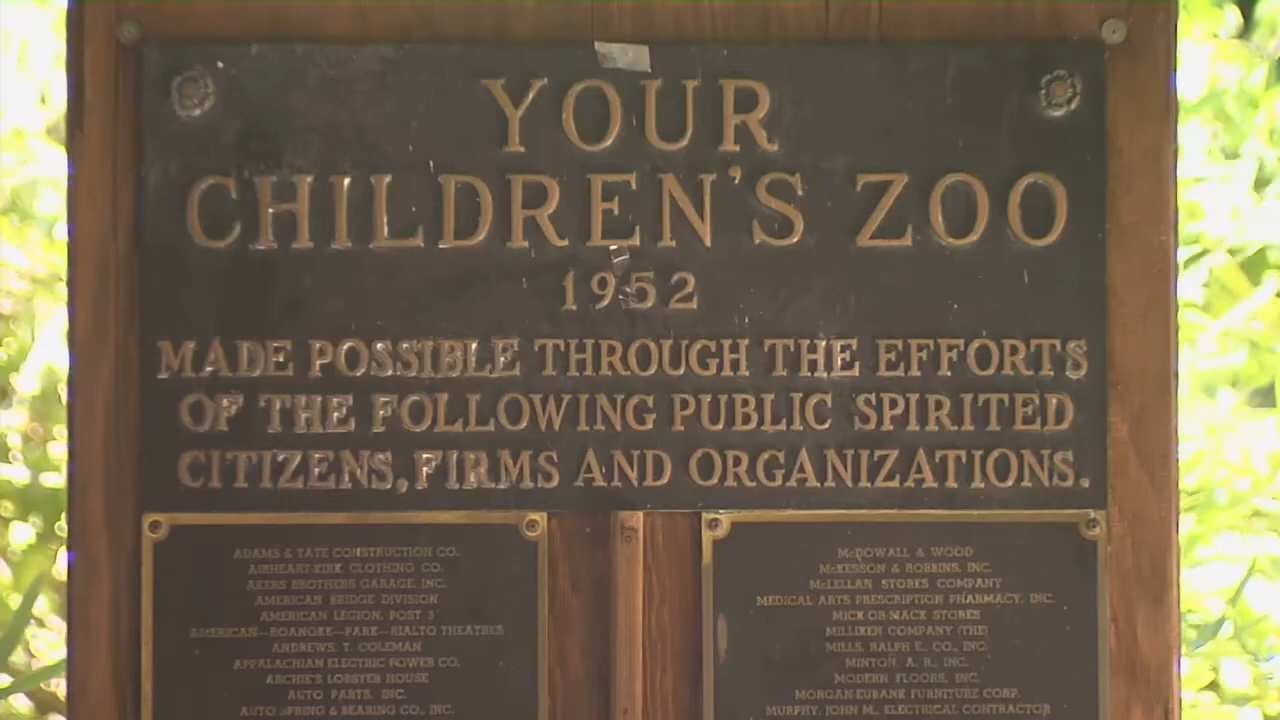 YOUR
CHILDREN'S ZOO
1952
MADE POSSIBLE THROUGH THE EFFORTS
OF THE FOLLOWING PUBLIC SPIRITED
CITIZENS, FIRMS AND ORGANIZATIONS.
ADAMS & TATE CONSTRUCTION CO.
AIRHEART-KIRK CLOTHING CO.
AKERS BROTHERS GARAGE, INC.
AMERICAN BRIDGE DIVISION
AMERICAN LEGION, POST 3
AMERICAN—ROANOKE—PARK—RIALTO THEATRES
ANDREWS, T. COLEMAN
APPALACHIAN ELECTRIC POWER CO.
ARCHIE'S LOBSTER HOUSE
AUTO PARTS, INC.
AUTO SPRING & BEARING CO., INC.
McDOWALL & WOOD
McKESSON & ROBBINS, INC.
McLELLAN STORES COMPANY
MEDICAL ARTS PRESCRIPTION PHARMACY, INC.
MICK-OR-MACK STORES
MILLIKEN COMPANY (THE)
MILLS, RALPH E., CO., INC.
MINTON, A. R., INC.
MODERN FLOORS, INC.
MORGAN-EUBANK FURNITURE CORP.
MURPHY, JOHN M., ELECTRICAL CONTRACTOR